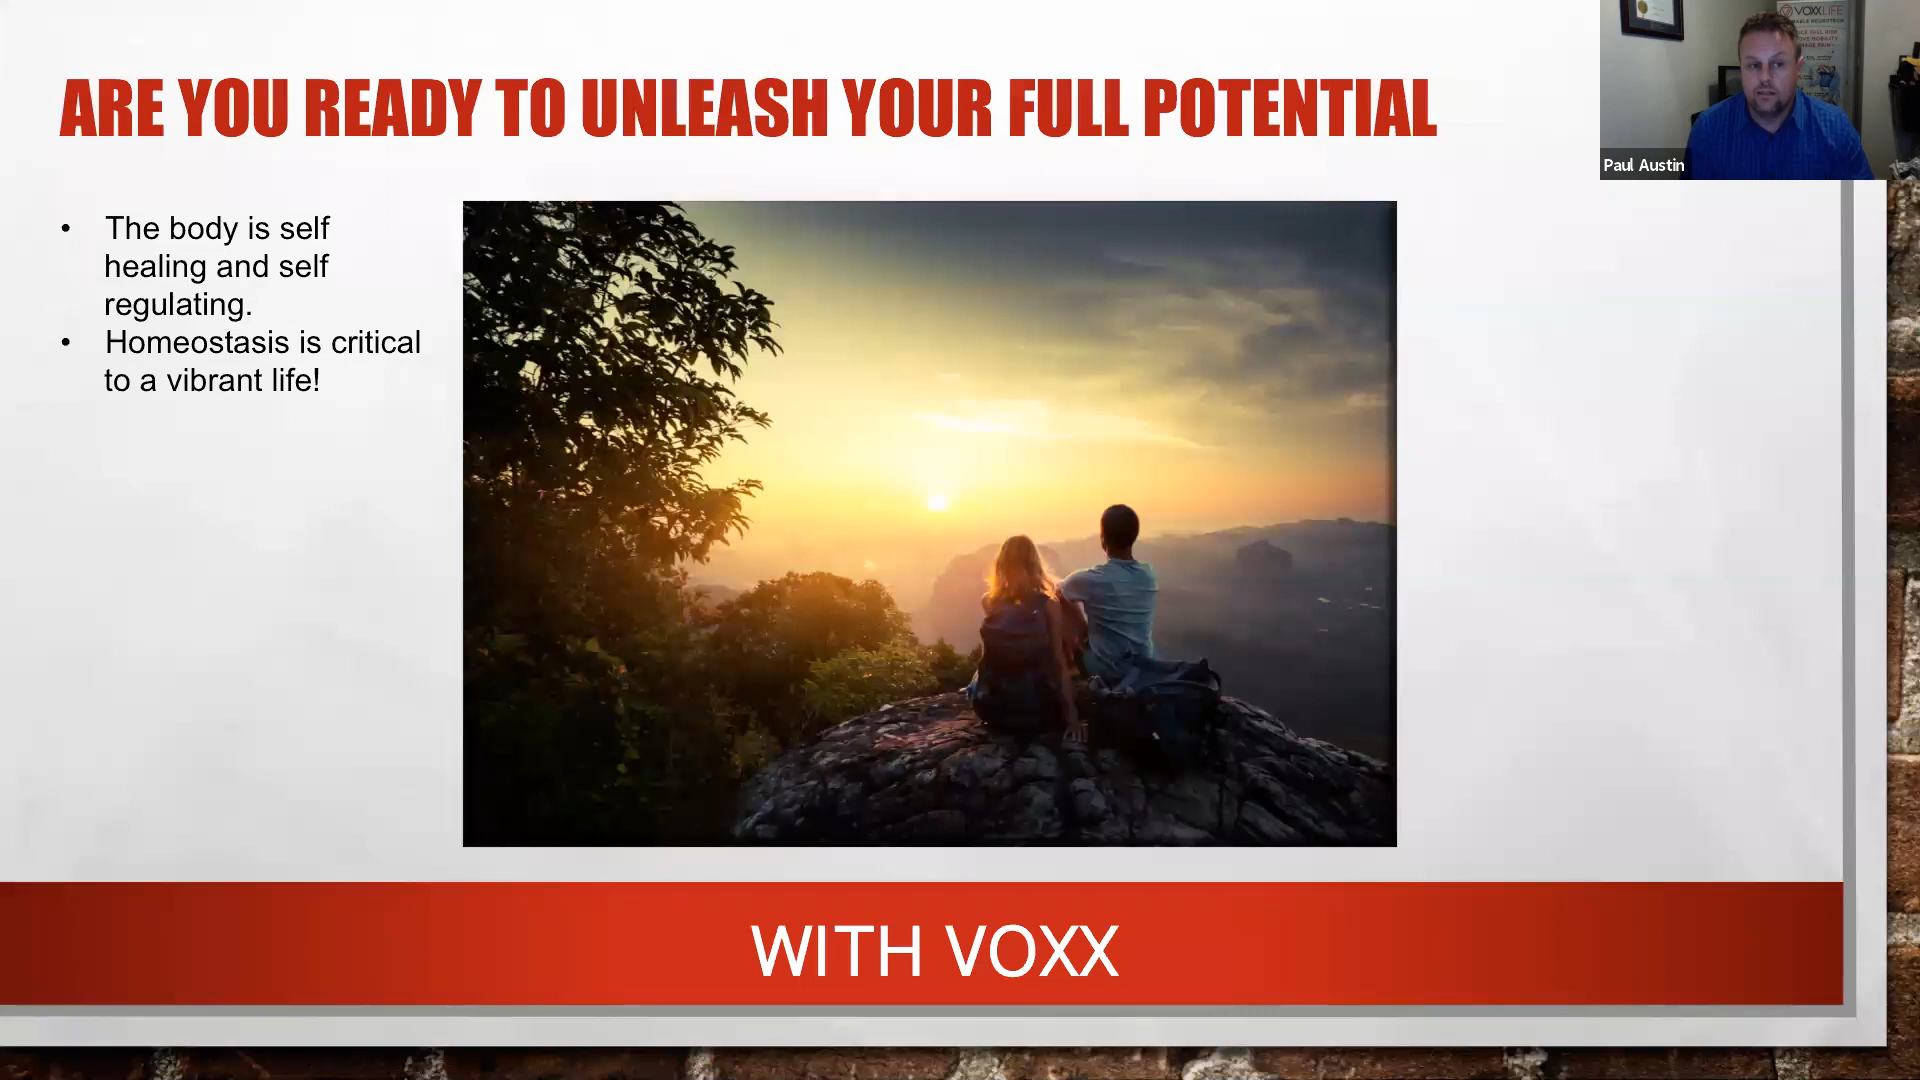 ARE YOU READY TO UNLEASH YOUR FULL POTENTIAL
• The body is self
healing and self
regulating.
• Homeostasis is critical
to a vibrant life!
WITH VOXX
VOXXLIFE
Paul Austin